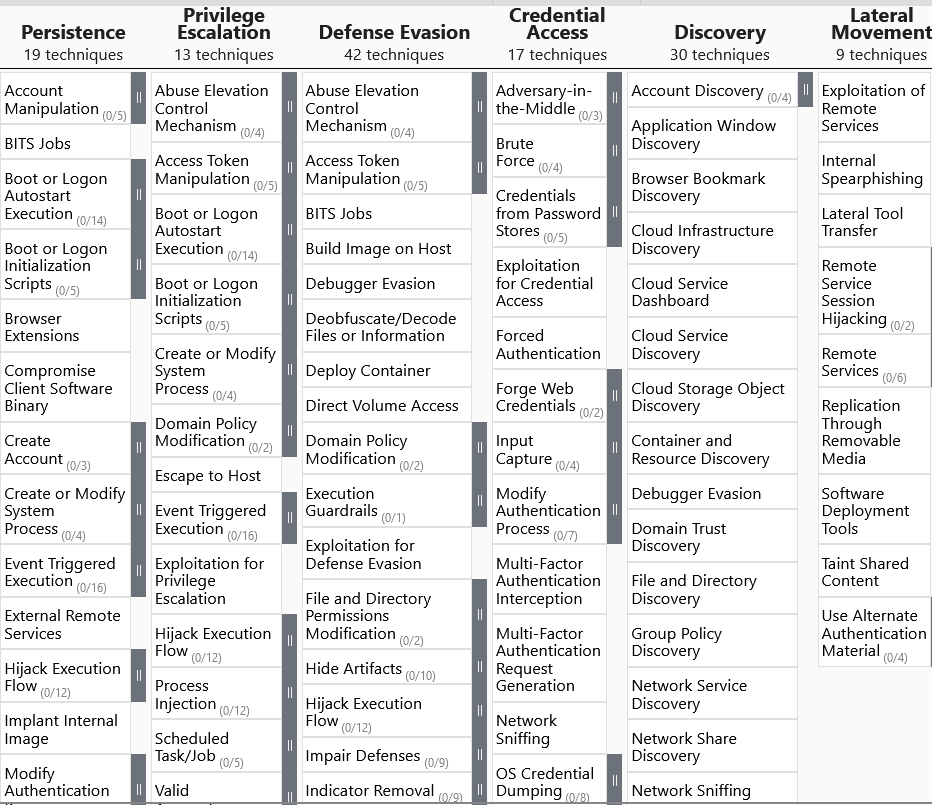 Persistence
19 techniques
Account
Manipulation (0/5)
BITS Jobs
Boot or Logon
Autostart
Execution (0/14)
Boot or Logon
Initialization
Scripts (0/5)
Browser
Extensions
Compromise
Client Software
Binary
Create
Account (0/3)
Create or Modify
System
Process (0/4)
Event Triggered
Execution (0/16)
External Remote
Services
Hijack Execution
Flow (0/12)
Implant Internal
Image
Modify
Authentication
Privilege
Escalation
13 techniques
Abuse Elevation
Control
Mechanism (0/4)
Access Token
Manipulation (0/5)
Boot or Logon
Autostart
Execution (0/14)
Boot or Logon
Initialization
Scripts (0/5)
Create or Modify
System
Process (0/4)
Domain Policy
Modification (0/2)
Escape to Host
Event Triggered
Execution (0/16)
Exploitation for
Privilege
Escalation
Hijack Execution
Flow (0/12)
Process
Injection (0/12)
Scheduled
Task/Job (0/5)
Valid
Defense Evasion
42 techniques
Abuse Elevation
Control
Mechanism (0/4)
Access Token
Manipulation (0/5)
BITS Jobs
Build Image on Host
Debugger Evasion
Deobfuscate/Decode
Files or Information
Deploy Container
Direct Volume Access
Domain Policy
Modification (0/2)
Execution
Guardrails (0/1)
Exploitation for
Defense Evasion
File and Directory
Permissions
Modification (0/2)
Hide Artifacts (0/10)
Hijack Execution
Flow (0/12)
Impair Defenses (0/9)
Indicator Removal (0/9)
Credential
Access
17 techniques
Adversary-in-
the-Middle (0/3)
Brute
Force (0/4)
Credentials
from Password
Stores (0/5)
Exploitation
for Credential
Access
Forced
Authentication
Forge Web
Credentials (0/2)
Input
Capture (0/4)
Modify
Authentication
Process (0/7)
Multi-Factor
Authentication
Interception
Multi-Factor
Authentication
Request
Generation
Network
Sniffing
OS Credential
Dumping (0/8)
Discovery
30 techniques
Account Discovery (0/4)
Application Window
Discovery
Browser Bookmark
Discovery
Cloud Infrastructure
Discovery
Cloud Service
Dashboard
Cloud Service
Discovery
Cloud Storage Object
Discovery
Container and
Resource Discovery
Debugger Evasion
Domain Trust
Discovery
File and Directory
Discovery
Group Policy
Discovery
Network Service
Discovery
Network Share
Discovery
Network Sniffing
Lateral
Movement
9 techniques
Exploitation of
Remote
Services
Internal
Spearphishing
Lateral Tool
Transfer
Remote
Service
Session
Hijacking (0/2)
Remote
Services (0/6)
Replication
Through
Removable
Media
Software
Deployment
Tools
Taint Shared
Content
Use Alternate
Authentication
Material (0/4)